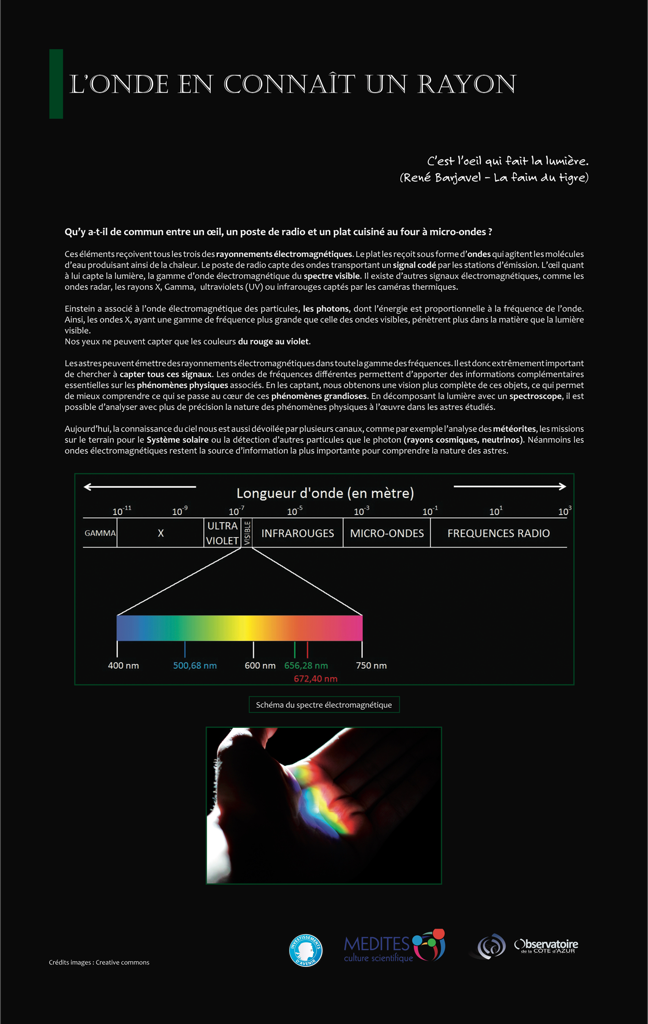 L'ONDE EN CONNAÎT UN RAYON
C'est l'oeil qui fait la lumière.
(René Barjavel - La faim du tigre)
Qu'y a-t-il de commun entre un œil, un poste de radio et un plat cuisiné au four à micro-ondes ?
Ces éléments reçoivent tous les trois des rayonnements électromagnétiques. Le plat les reçoit sous forme d'ondes qui agitent les molécules
d'eau produisant ainsi de la chaleur. Le poste de radio capte des ondes transportant un signal codé par les stations d'émission. L'œil quant
à lui capte la lumière, la gamme d'onde électromagnétique du spectre visible. Il existe d'autres signaux électromagnétiques, comme les
ondes radar, les rayons X, Gamma, ultraviolets (UV) ou infrarouges captés par les caméras thermiques.
Einstein a associé à l'onde électromagnétique des particules, les photons, dont l'énergie est proportionnelle à la fréquence de l'onde.
Ainsi, les ondes X, ayant une gamme de fréquence plus grande que celle des ondes visibles, pénètrent plus dans la matière que la lumière
visible.
Nos yeux ne peuvent capter que les couleurs du rouge au violet.
Les astres peuvent émettre des rayonnements électromagnétiques dans toute la gamme des fréquences. Il est donc extrêmement important
de chercher à capter tous ces signaux. Les ondes de fréquences différentes permettent d'apporter des informations complémentaires
essentielles sur les phénomènes physiques associés. En les captant, nous obtenons une vision plus complète de ces objets, ce qui permet
de mieux comprendre ce qui se passe au cœur de ces phénomènes grandioses. En décomposant la lumière avec un spectroscope, il est
possible d'analyser avec plus de précision la nature des phénomènes physiques à l'œuvre dans les astres étudiés.
Aujourd'hui, la connaissance du ciel nous est aussi dévoilée par plusieurs canaux, comme par exemple l'analyse des météorites, les missions
sur le terrain pour le Système solaire ou la détection d'autres particules que le photon (rayons cosmiques, neutrinos). Néanmoins les
ondes électromagnétiques restent la source d'information la plus importante pour comprendre la nature des astres.
Longueur d'onde (en mètre)
10⁻¹¹ 10⁻⁹ 10⁻⁷ 10⁻⁵ 10⁻³ 10⁻¹ 10¹ 10³
GAMMA X ULTRA VIOLET VISIBLE INFRAROUGES MICRO-ONDES FREQUENCES RADIO
400 nm 500,68 nm 600 nm 656,28 nm 750 nm
672,40 nm
Schéma du spectre électromagnétique
INVESTISSEMENTS D'AVENIR
MEDITES
culture scientifique
Observatoire
de la CÔTE d'AZUR
Crédits images : Creative commons